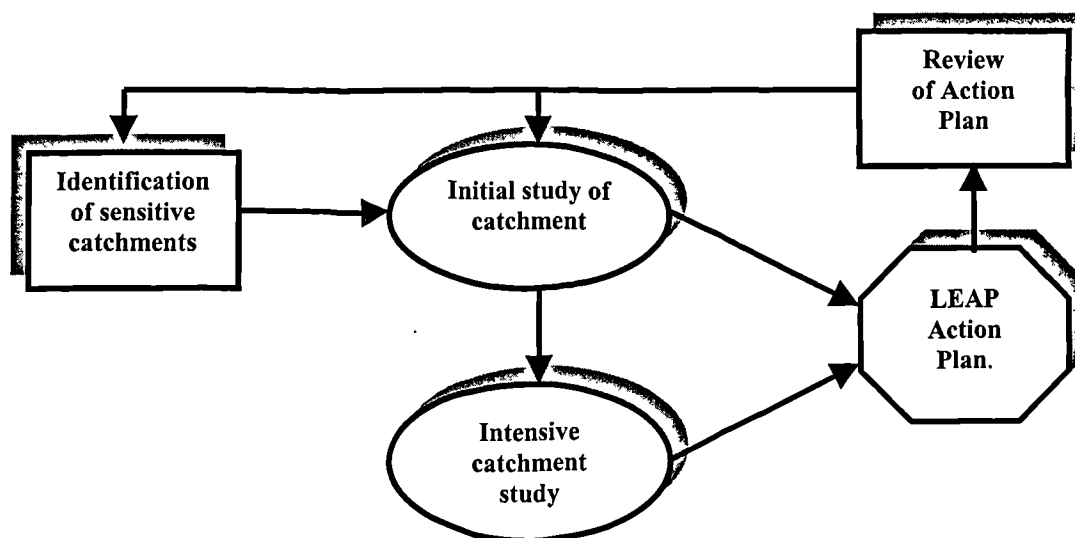 Review
of Action
Plan
Identification
of sensitive
catchments
Initial study of
catchment
LEAP
Action
Plan.
Intensive
catchment
study